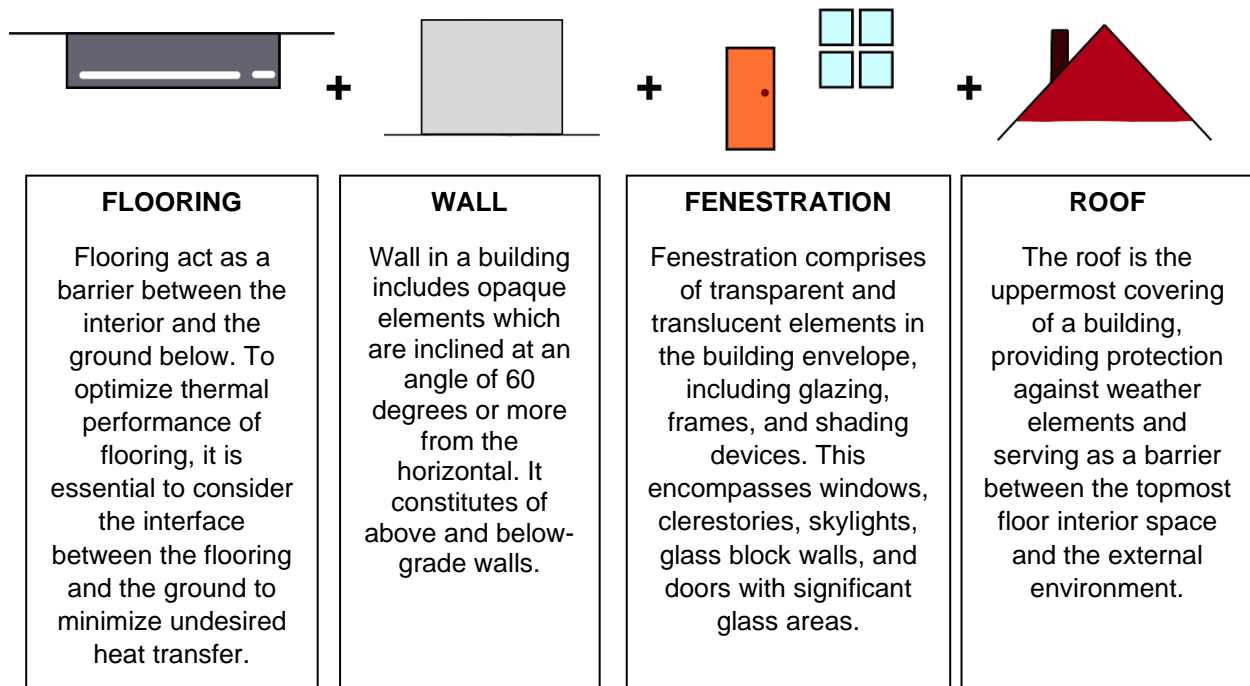 +
+
+
FLOORING
Flooring act as a
barrier between the
interior and the
ground below. To
optimize thermal
performance of
flooring, it is
essential to consider
the interface
between the flooring
and the ground to
minimize undesired
heat transfer.
WALL
Wall in a building
includes opaque
elements which
are inclined at an
angle of 60
degrees or more
from the
horizontal. It
constitutes of
above and below-
grade walls.
FENESTRATION
Fenestration comprises
of transparent and
translucent elements in
the building envelope,
including glazing,
frames, and shading
devices. This
encompasses windows,
clerestories, skylights,
glass block walls, and
doors with significant
glass areas.
ROOF
The roof is the
uppermost covering
of a building,
providing protection
against weather
elements and
serving as a barrier
between the topmost
floor interior space
and the external
environment.